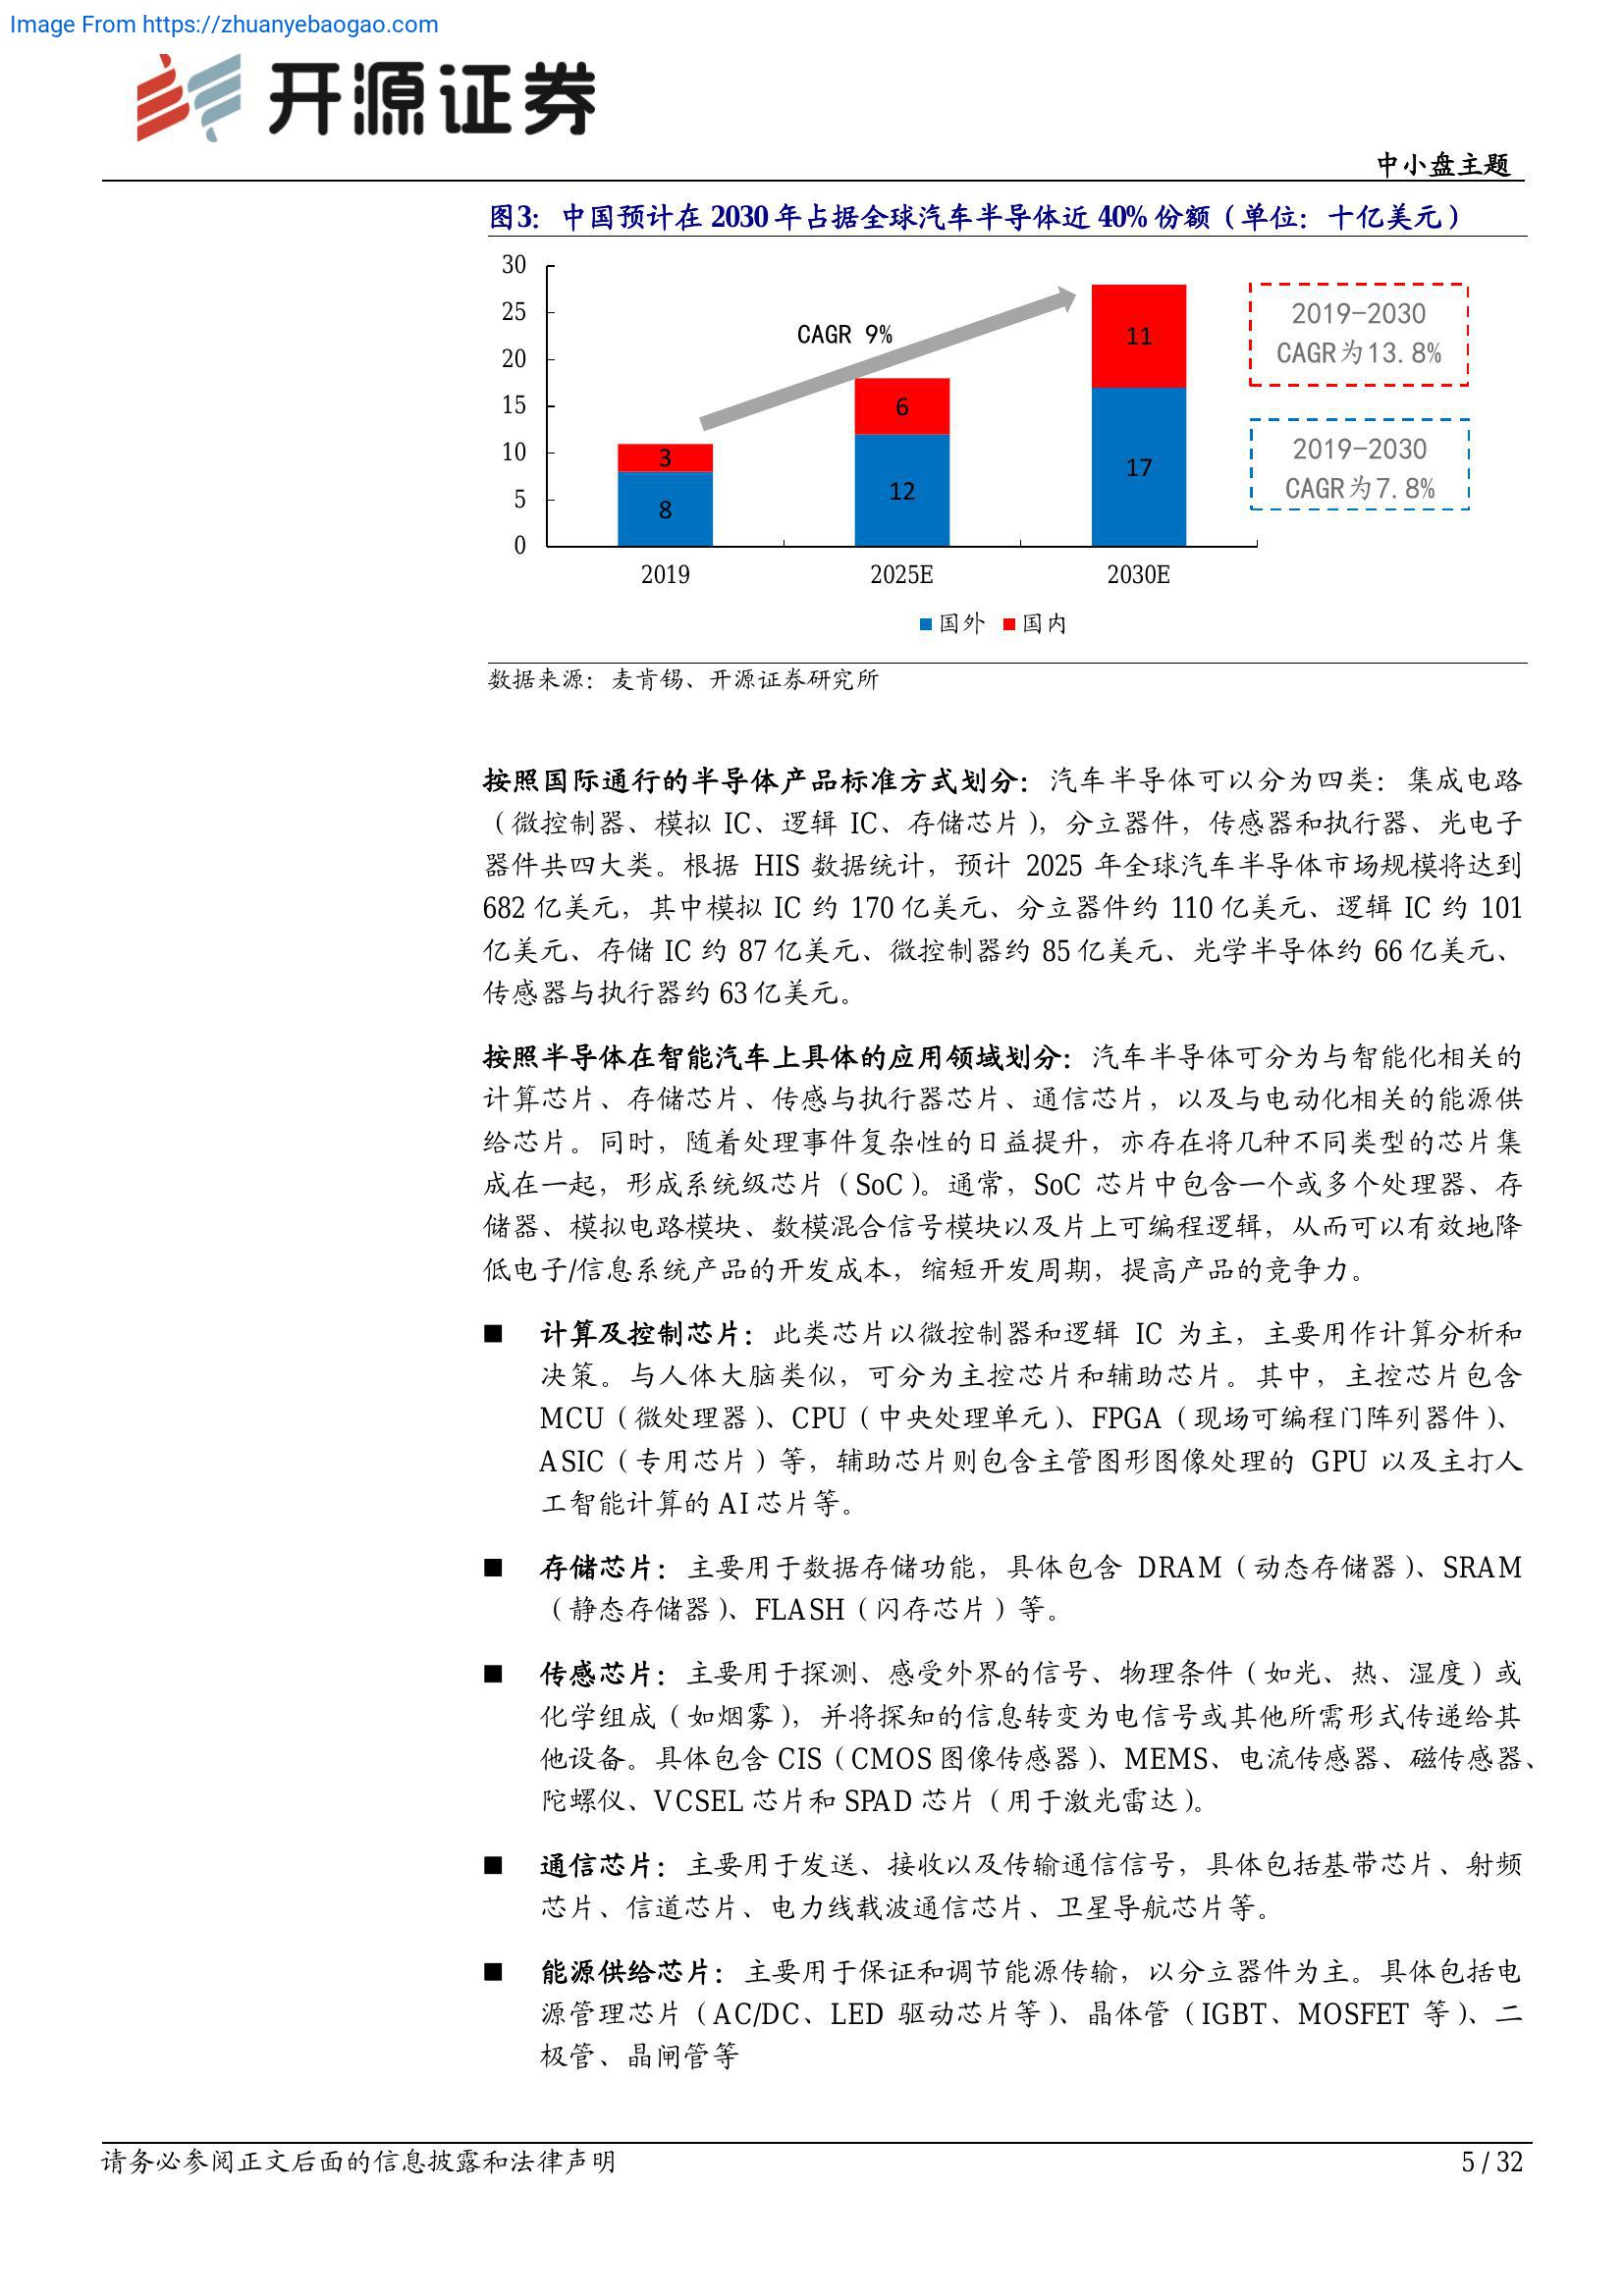 Image From https://zhuanyebaogao.com
开源证券
中小盘主题
图3：中国预计在 2030 年占据全球汽车半导体近 40% 份额（单位：十亿美元）
30
25
20
15
10
5
0
CAGR 9%
3
8
6
12
11
17
2019-2030
CAGR为13.8%
2019-2030
CAGR为7.8%
2019
2025E
2030E
国外 国内
数据来源：麦肯锡、开源证券研究所
按照国际通行的半导体产品标准方式划分：汽车半导体可以分为四类：集成电路
（微控制器、模拟 IC、逻辑 IC、存储芯片），分立器件，传感器和执行器、光电子
器件共四大类。根据 HIS 数据统计，预计 2025 年全球汽车半导体市场规模将达到
682 亿美元，其中模拟 IC 约 170 亿美元、分立器件约 110 亿美元、逻辑 IC 约 101
亿美元、存储 IC 约 87 亿美元、微控制器约 85 亿美元、光学半导体约 66 亿美元、
传感器与执行器约 63 亿美元。
按照半导体在智能汽车上具体的应用领域划分：汽车半导体可分为与智能化相关的
计算芯片、存储芯片、传感与执行器芯片、通信芯片，以及与电动化相关的能源供
给芯片。同时，随着处理事件复杂性的日益提升，亦存在将几种不同类型的芯片集
成在一起，形成系统级芯片（SoC）。通常，SoC 芯片中包含一个或多个处理器、存
储器、模拟电路模块、数模混合信号模块以及片上可编程逻辑，从而可以有效地降
低电子/信息系统产品的开发成本，缩短开发周期，提高产品的竞争力。
■ 计算及控制芯片：此类芯片以微控制器和逻辑 IC 为主，主要用作计算分析和
决策。与人体大脑类似，可分为主控芯片和辅助芯片。其中，主控芯片包含
MCU（微处理器）、CPU（中央处理单元）、FPGA（现场可编程门阵列器件）、
ASIC（专用芯片）等，辅助芯片则包含主管图形图像处理的 GPU 以及主打人
工智能计算的 AI 芯片等。
■ 存储芯片：主要用于数据存储功能，具体包含 DRAM（动态存储器）、SRAM
（静态存储器）、FLASH（闪存芯片）等。
■ 传感芯片：主要用于探测、感受外界的信号、物理条件（如光、热、湿度）或
化学组成（如烟雾），并将探知的信息转变为电信号或其他所需形式传递给其
他设备。具体包含 CIS（CMOS 图像传感器）、MEMS、电流传感器、磁传感器、
陀螺仪、VCSEL 芯片和 SPAD 芯片（用于激光雷达）。
■ 通信芯片：主要用于发送、接收以及传输通信信号，具体包括基带芯片、射频
芯片、信道芯片、电力线载波通信芯片、卫星导航芯片等。
■ 能源供给芯片：主要用于保证和调节能源传输，以分立器件为主。具体包括电
源管理芯片（AC/DC、LED 驱动芯片等）、晶体管（IGBT、MOSFET 等）、二
极管、晶闸管等
请务必参阅正文后面的信息披露和法律声明
5 / 32